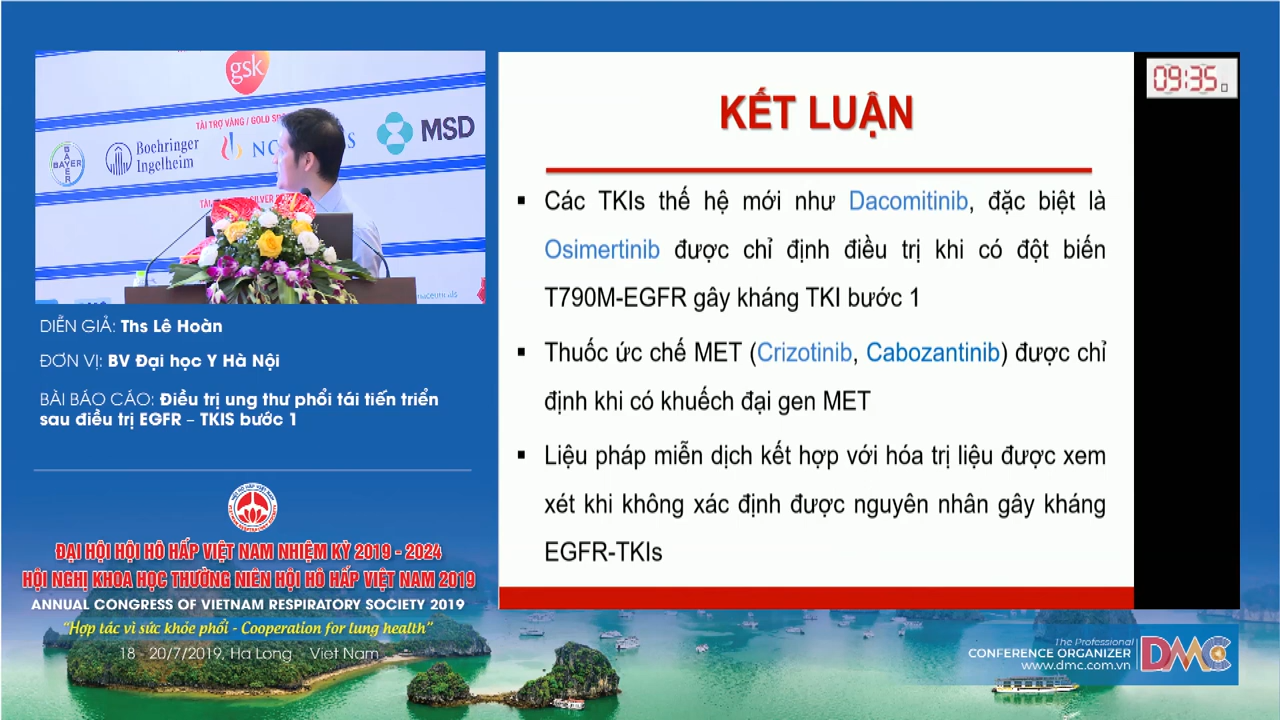 gsk
TÀI TRỢ VÀNG / GOLD
BAYER
BAYER
Boehringer
Ingelheim
MSD
DIỄN GIẢ: Ths Lê Hoàn
ĐƠN VỊ: BV Đại học Y Hà Nội
BÀI BÁO CÁO: Điều trị ung thư phổi tái tiến triển
sau điều trị EGFR – TKIS bước 1
ĐẠI HỘI HỘI HÔ HẤP VIỆT NAM NHIỆM KỲ 2019 - 2024
HỘI NGHỊ KHOA HỌC THƯỜNG NIÊN HỘI HÔ HẤP VIỆT NAM 2019
ANNUAL CONGRESS OF VIETNAM RESPIRATORY SOCIETY 2019
“Hợp tác vì sức khỏe phổi - Cooperation for lung health”
18 - 20/7/2019, Ha Long Viet Nam
KẾT LUẬN
▪ Các TKIs thế hệ mới như Dacomitinib, đặc biệt là
Osimertinib được chỉ định điều trị khi có đột biến
T790M-EGFR gây kháng TKI bước 1
▪ Thuốc ức chế MET (Crizotinib, Cabozantinib) được chỉ
định khi có khuếch đại gen MET
▪ Liệu pháp miễn dịch kết hợp với hóa trị liệu được xem
xét khi không xác định được nguyên nhân gây kháng
EGFR-TKIs
09:35
The Professional
CONFERENCE ORGANIZER
www.dmc.com.vn
DMC